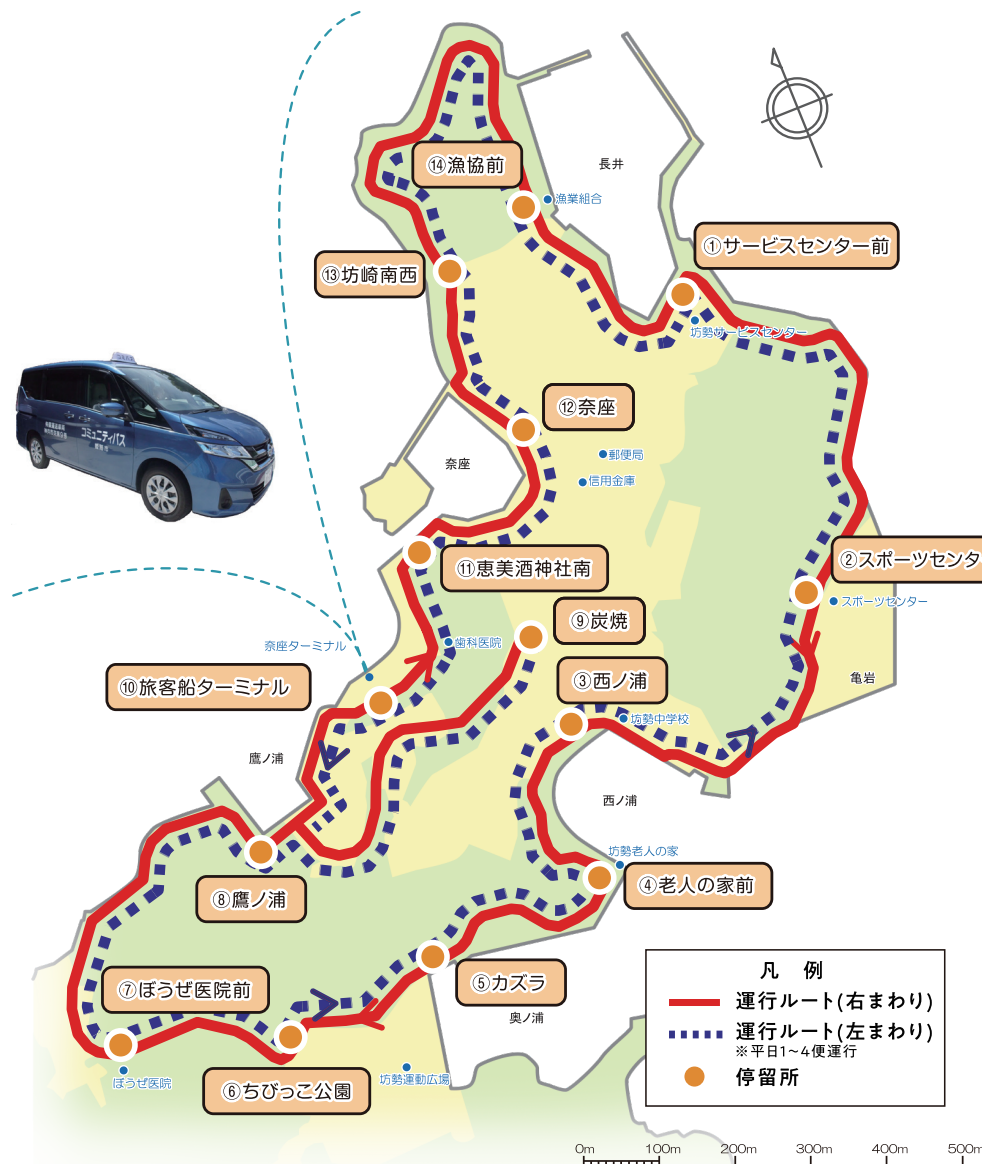 長井
⑭漁協前
漁業組合
①サービスセンター前
⑬坊崎南西
坊勢サービスセンター
⑫奈座
郵便局
奈座
信用金庫
コミュニティバス
②スポーツセンタ
⑪恵美酒神社南
スポーツセンター
⑨炭焼
奈座ターミナル
歯科医院
③西ノ浦
亀岩
⑩旅客船ターミナル
坊勢中学校
鷹ノ浦
西ノ浦
坊勢老人の家
④老人の家前
⑧鷹ノ浦
⑦ぼうぜ医院前
⑤カズラ
奥ノ浦
ぼうぜ医院
⑥ちびっこ公園
坊勢運動広場
凡 例
運行ルート(右まわり)
運行ルート(左まわり)
※平日1～4便運行
停留所
0m 100m 200m 300m 400m 500m